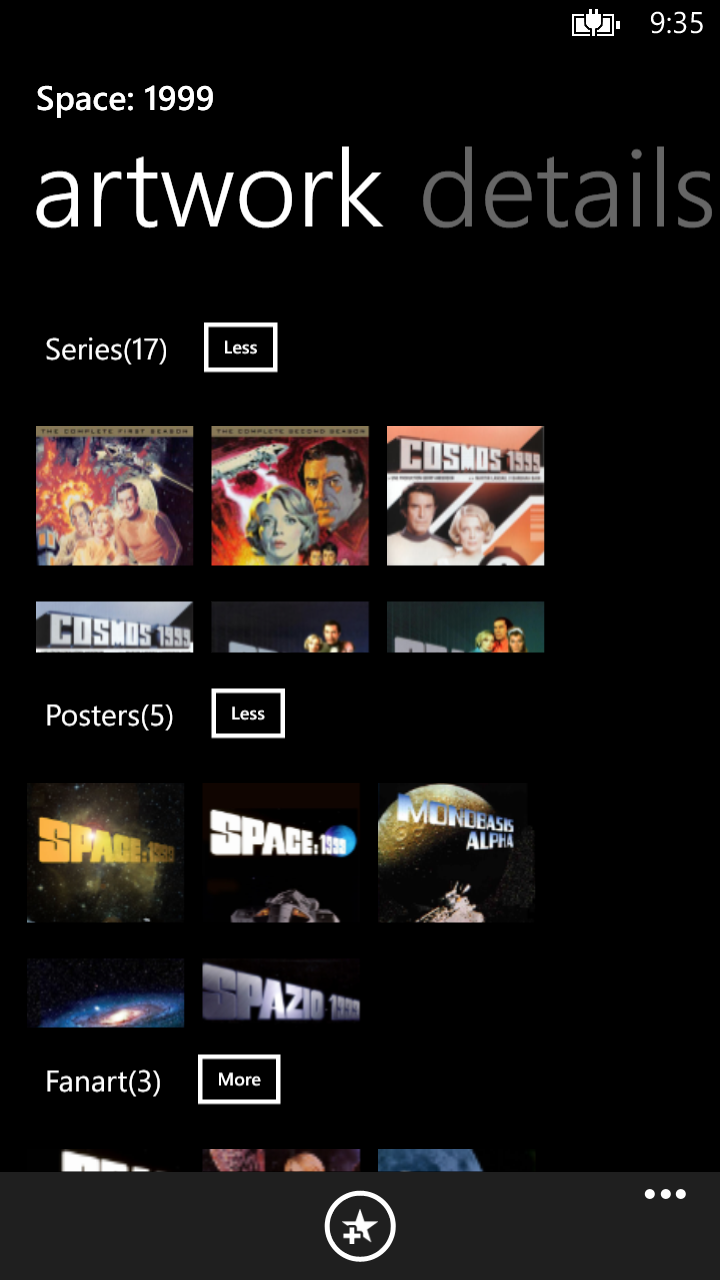 9:35
Space: 1999
artwork details
Series(17) Less
THE COMPLETE FIRST SEASON
THE COMPLETE SECOND SEASON
COSMOS 1999
COSMOS 1999
Posters(5) Less
SPACE: 1999
SPACE: 1999
MONDBASIS
ALPHA
SPAZIO 1999
Fanart(3) More